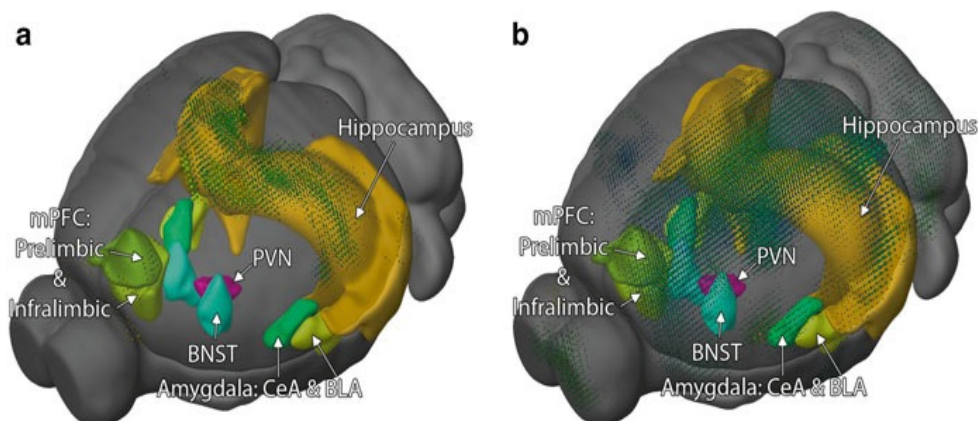 a
Hippocampus
mPFC:
Prelimbic
&
Infralimbic
PVN
BNST
Amygdala: CeA & BLA
b
Hippocampus
mPFC:
Prelimbic
&
Infralimbic
PVN
BNST
Amygdala: CeA & BLA